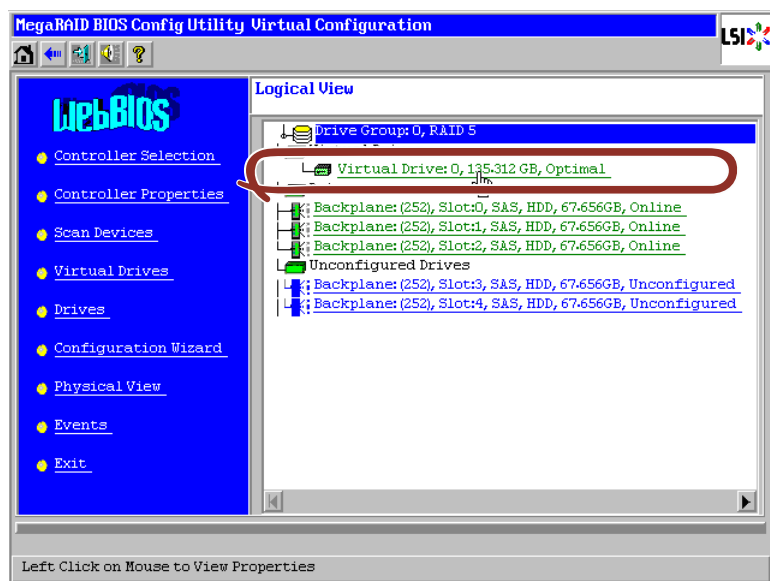 MegaRAID BIOS Config Utility Virtual Configuration
LSI
WebBIOS
Controller Selection
Controller Properties
Scan Devices
Virtual Drives
Drives
Configuration Wizard
Physical View
Events
Exit
Logical View
Drive Group: 0, RAID 5
Virtual Drive: 0, 135.312 GB, Optimal
Backplane: (252), Slot:0, SAS, HDD, 67.656GB, Online
Backplane: (252), Slot:1, SAS, HDD, 67.656GB, Online
Backplane: (252), Slot:2, SAS, HDD, 67.656GB, Online
Unconfigured Drives
Backplane: (252), Slot:3, SAS, HDD, 67.656GB, Unconfigured
Backplane: (252), Slot:4, SAS, HDD, 67.656GB, Unconfigured
Left Click on Mouse to View Properties